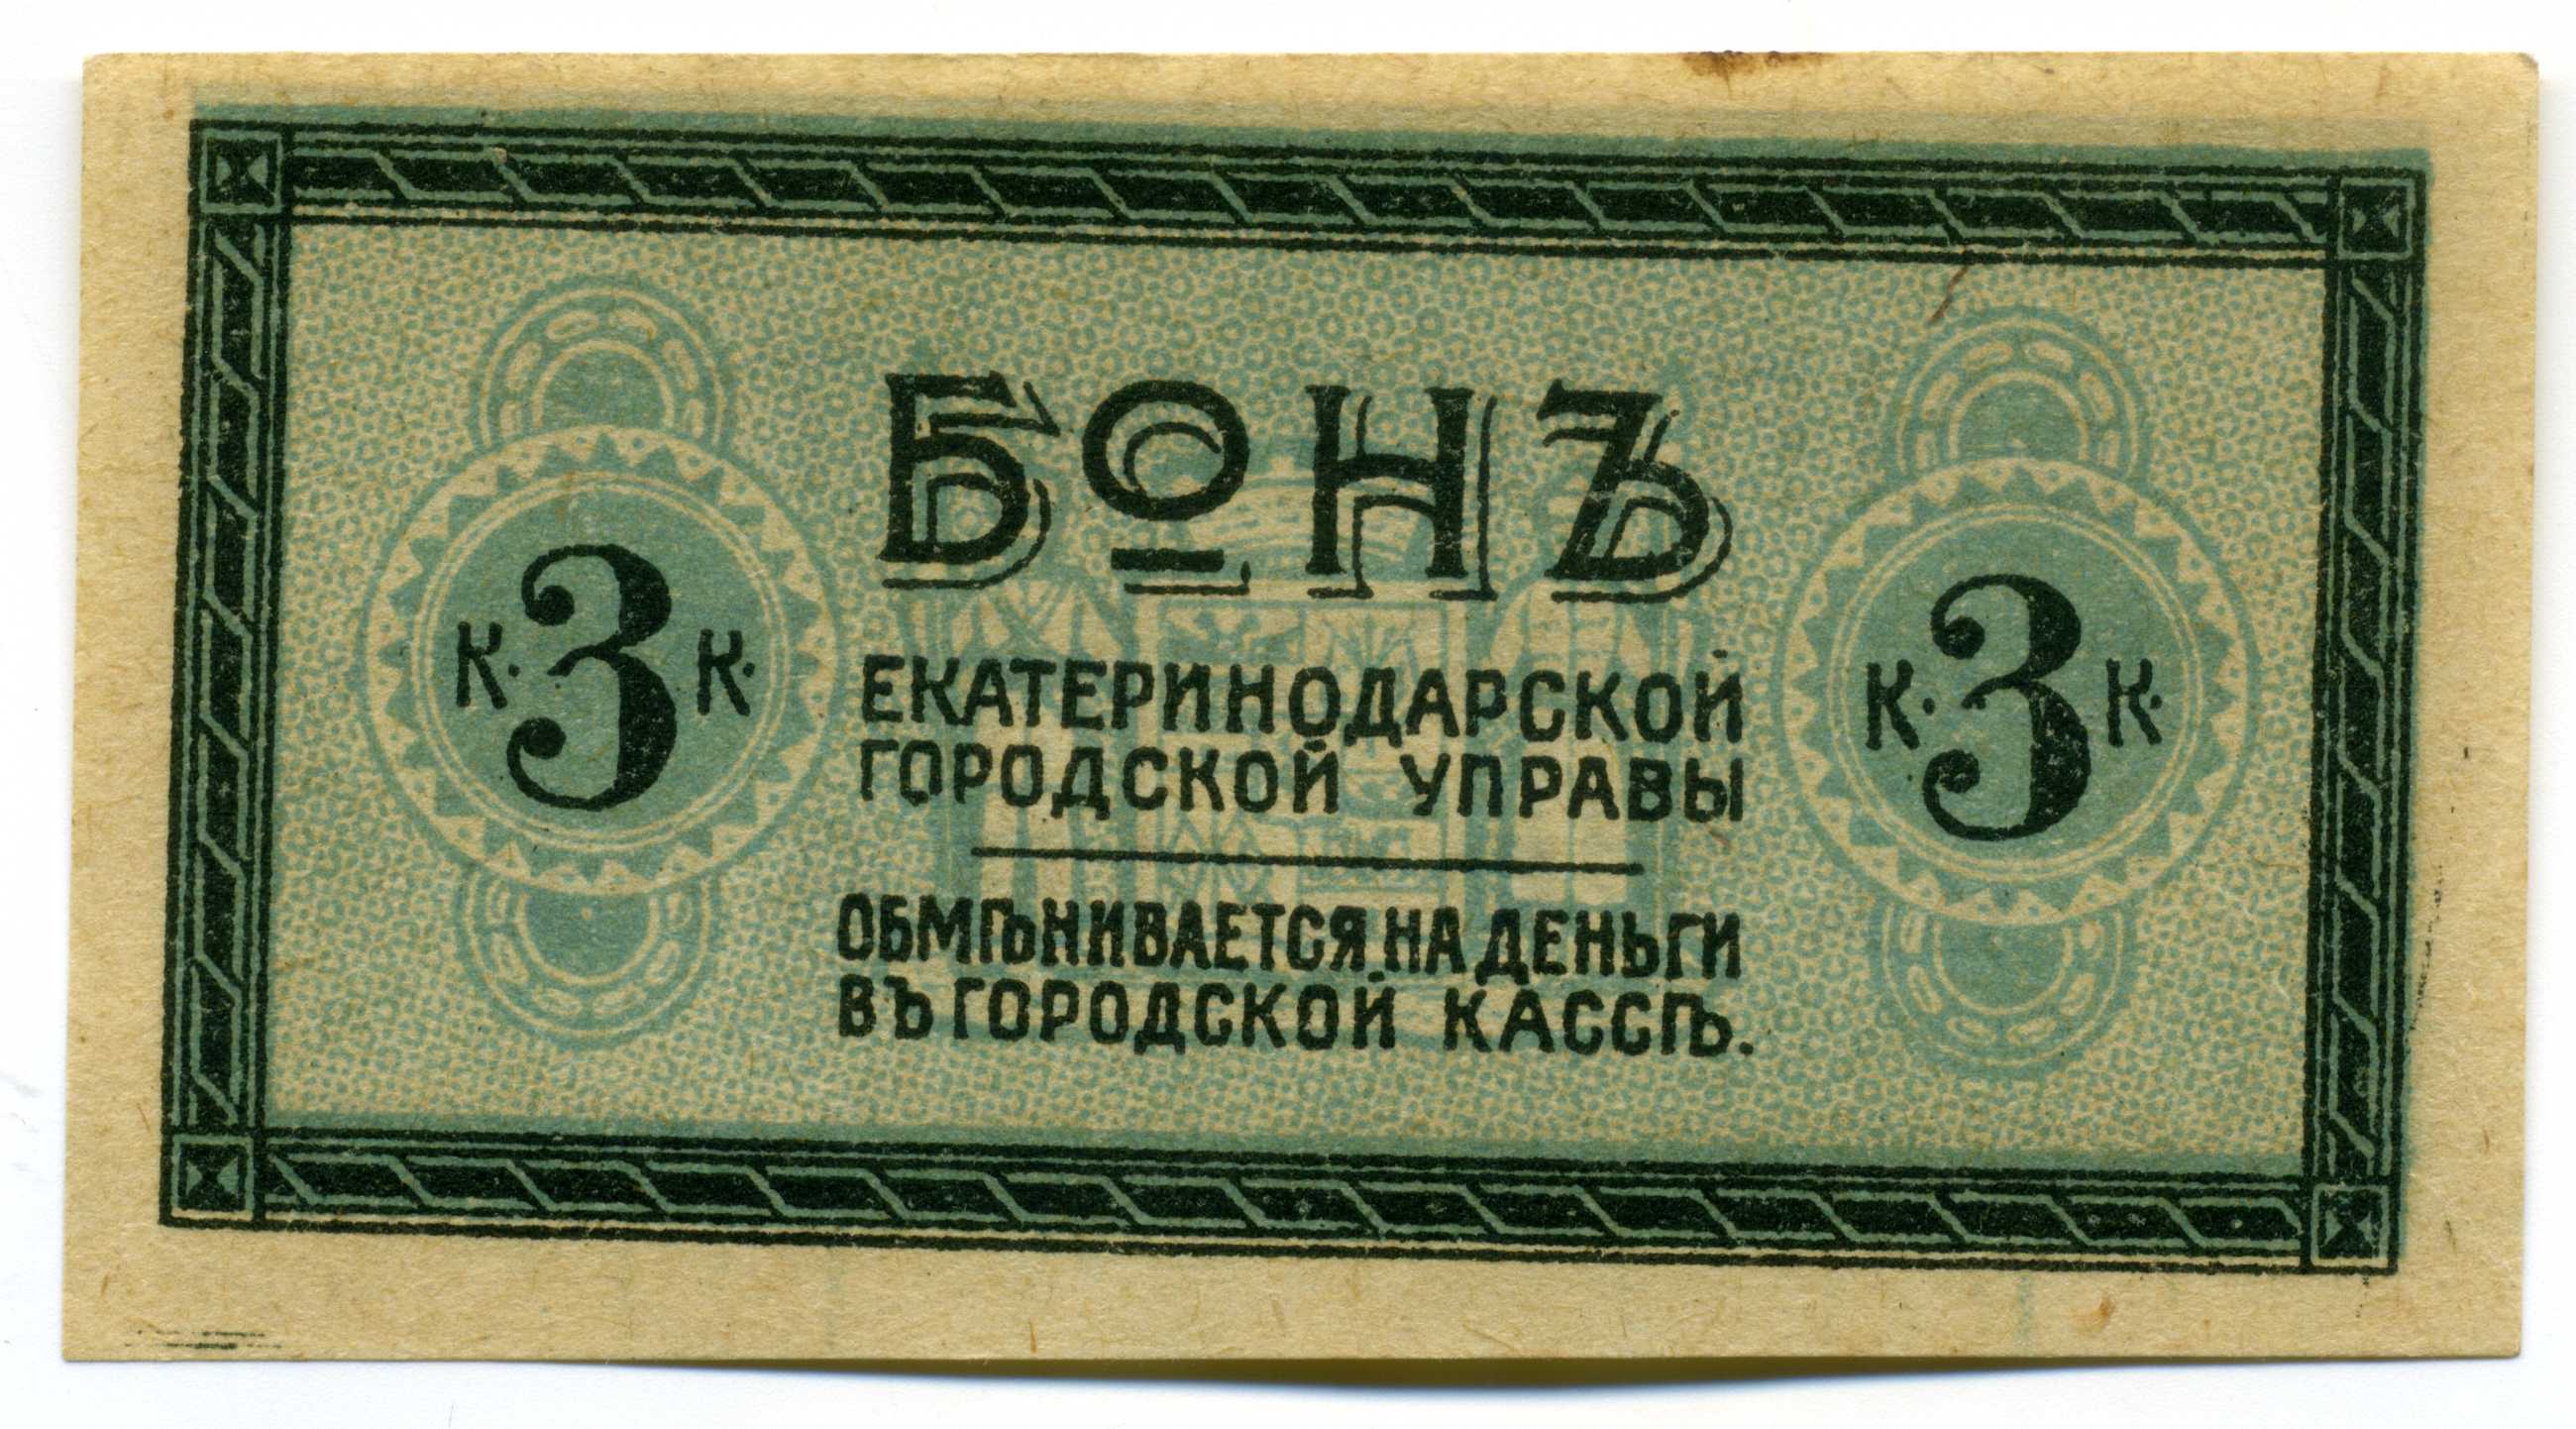 БОНЪ
К. 3 К.
К. 3 К.
ЕКАТЕРИНОДАРСКОЙ
ГОРОДСКОЙ УПРАВЫ
ОБМѢНИВАЕТСЯ НА ДЕНЬГИ
ВЪ ГОРОДСКОЙ КАССѢ.